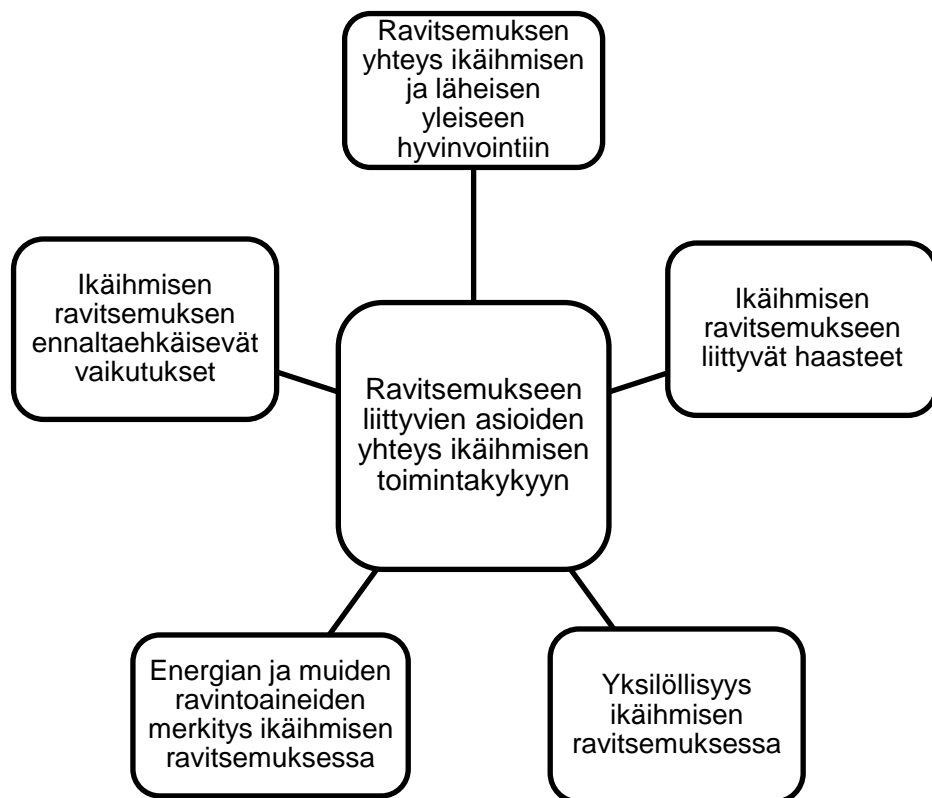 Ravitsemuksen
yhteys ikäihmisen
ja läheisen
yleiseen
hyvinvointiin
Ikäihmisen
ravitsemuksen
ennaltaehkäisevät
vaikutukset
Ikäihmisen
ravitsemukseen
liittyvät haasteet
Ravitsemukseen
liittyvien asioiden
yhteys ikäihmisen
toimintakykyyn
Energian ja muiden
ravintoaineiden
merkitys ikäihmisen
ravitsemuksessa
Yksilöllisyys
ikäihmisen
ravitsemuksessa